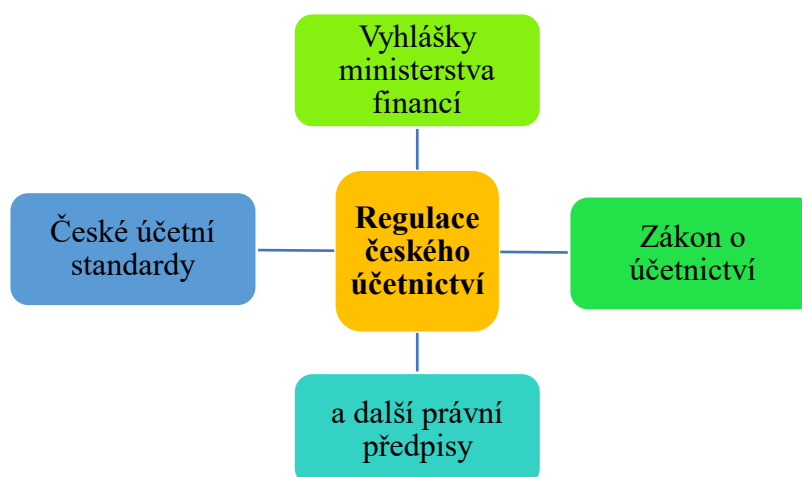 Vyhlášky
ministerstva
financí
České účetní
standardy
Regulace
českého
účetnictví
Zákon o
účetnictví
a další právní
předpisy